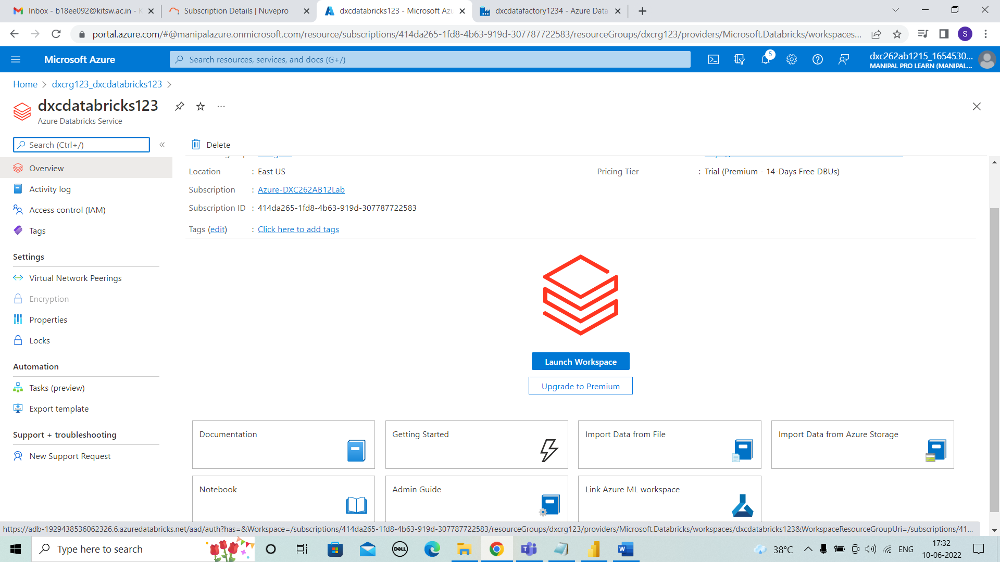 Inbox - b18ee092@kitsw.ac.in - K
Subscription Details | Nuvepro
dxcdatabricks123 - Microsoft Azu
dxcdatafactory1234 - Azure Data
portal.azure.com/#@manipalazure.onmicrosoft.com/resource/subscriptions/414da265-1fd8-4b63-919d-307787722583/resourceGroups/dxcrg123/providers/Microsoft.Databricks/workspaces...
S
Microsoft Azure
Search resources, services, and docs (G+/)
5
dxc262ab1215_1654530...
MANIPAL PRO LEARN (MANIPAL...
Home > dxcrg123_dxcdatabricks123 >
dxcdatabricks123
Azure Databricks Service
Search (Ctrl+/)
Delete
Overview
Activity log
Access control (IAM)
Tags
Settings
Virtual Network Peerings
Encryption
Properties
Locks
Automation
Tasks (preview)
Export template
Support + troubleshooting
New Support Request
Location : East US
Pricing Tier : Trial (Premium - 14-Days Free DBUs)
Subscription : Azure-DXC262AB12Lab
Subscription ID : 414da265-1fd8-4b63-919d-307787722583
Tags (edit) : Click here to add tags
Launch Workspace
Upgrade to Premium
Documentation
Getting Started
Import Data from File
Import Data from Azure Storage
Notebook
Admin Guide
Link Azure ML workspace
https://adb-1929438536062326.6.azuredatabricks.net/aad/auth?has=&Workspace=/subscriptions/414da265-1fd8-4b63-919d-307787722583/resourceGroups/dxcrg123/providers/Microsoft.Databricks/workspaces/dxcdatabricks123&WorkspaceResourceGroupUri=/subscriptions/41...
Type here to search
DELL
38°C
ENG
17:32
10-06-2022